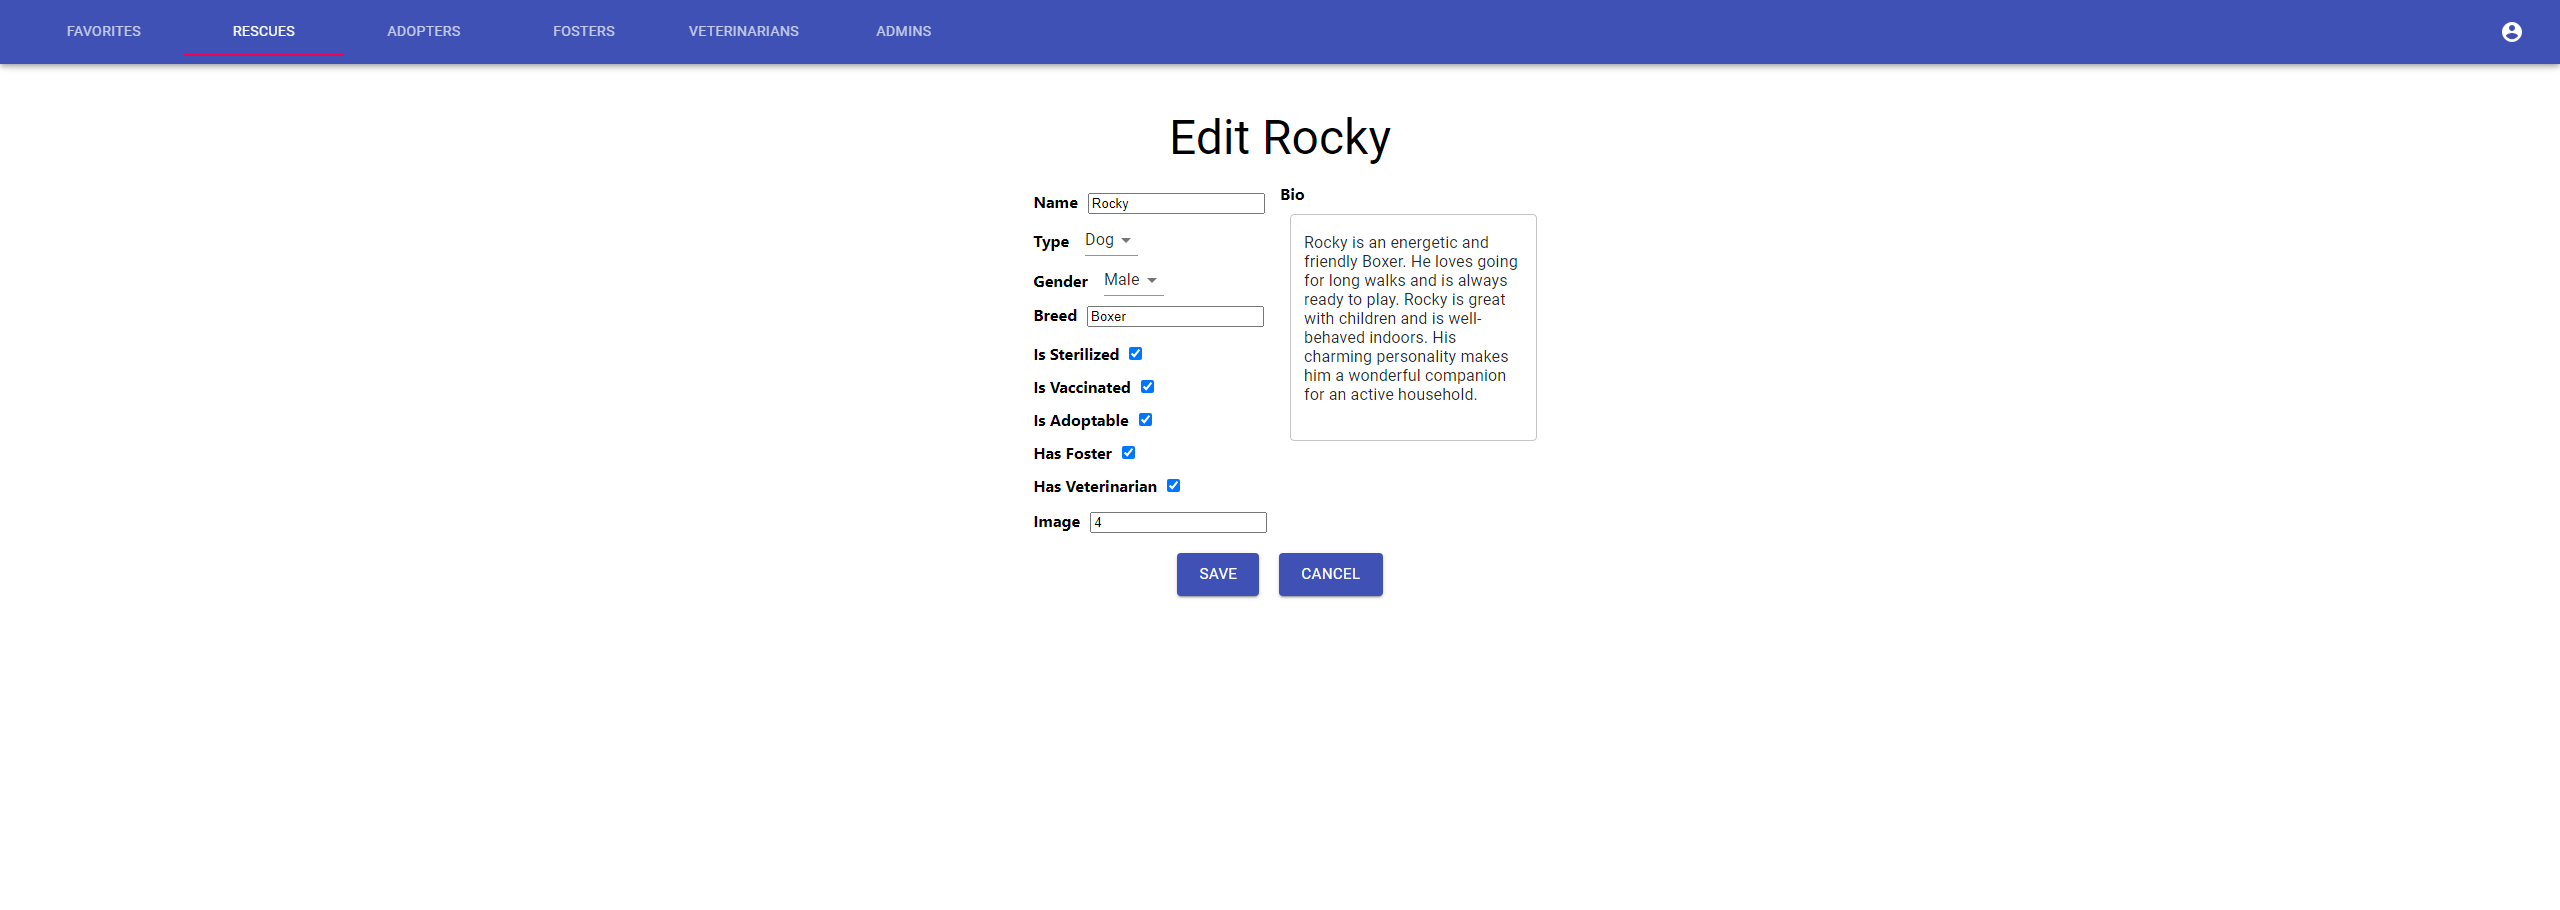 FAVORITES RESCUES ADOPTERS FOSTERS VETERINARIANS ADMINS
Edit Rocky
Name Rocky
Type Dog
Gender Male
Breed Boxer
Is Sterilized
Is Vaccinated
Is Adoptable
Has Foster
Has Veterinarian
Image 4
Bio
Rocky is an energetic and
friendly Boxer. He loves going
for long walks and is always
ready to play. Rocky is great
with children and is well-
behaved indoors. His
charming personality makes
him a wonderful companion
for an active household.
SAVE CANCEL